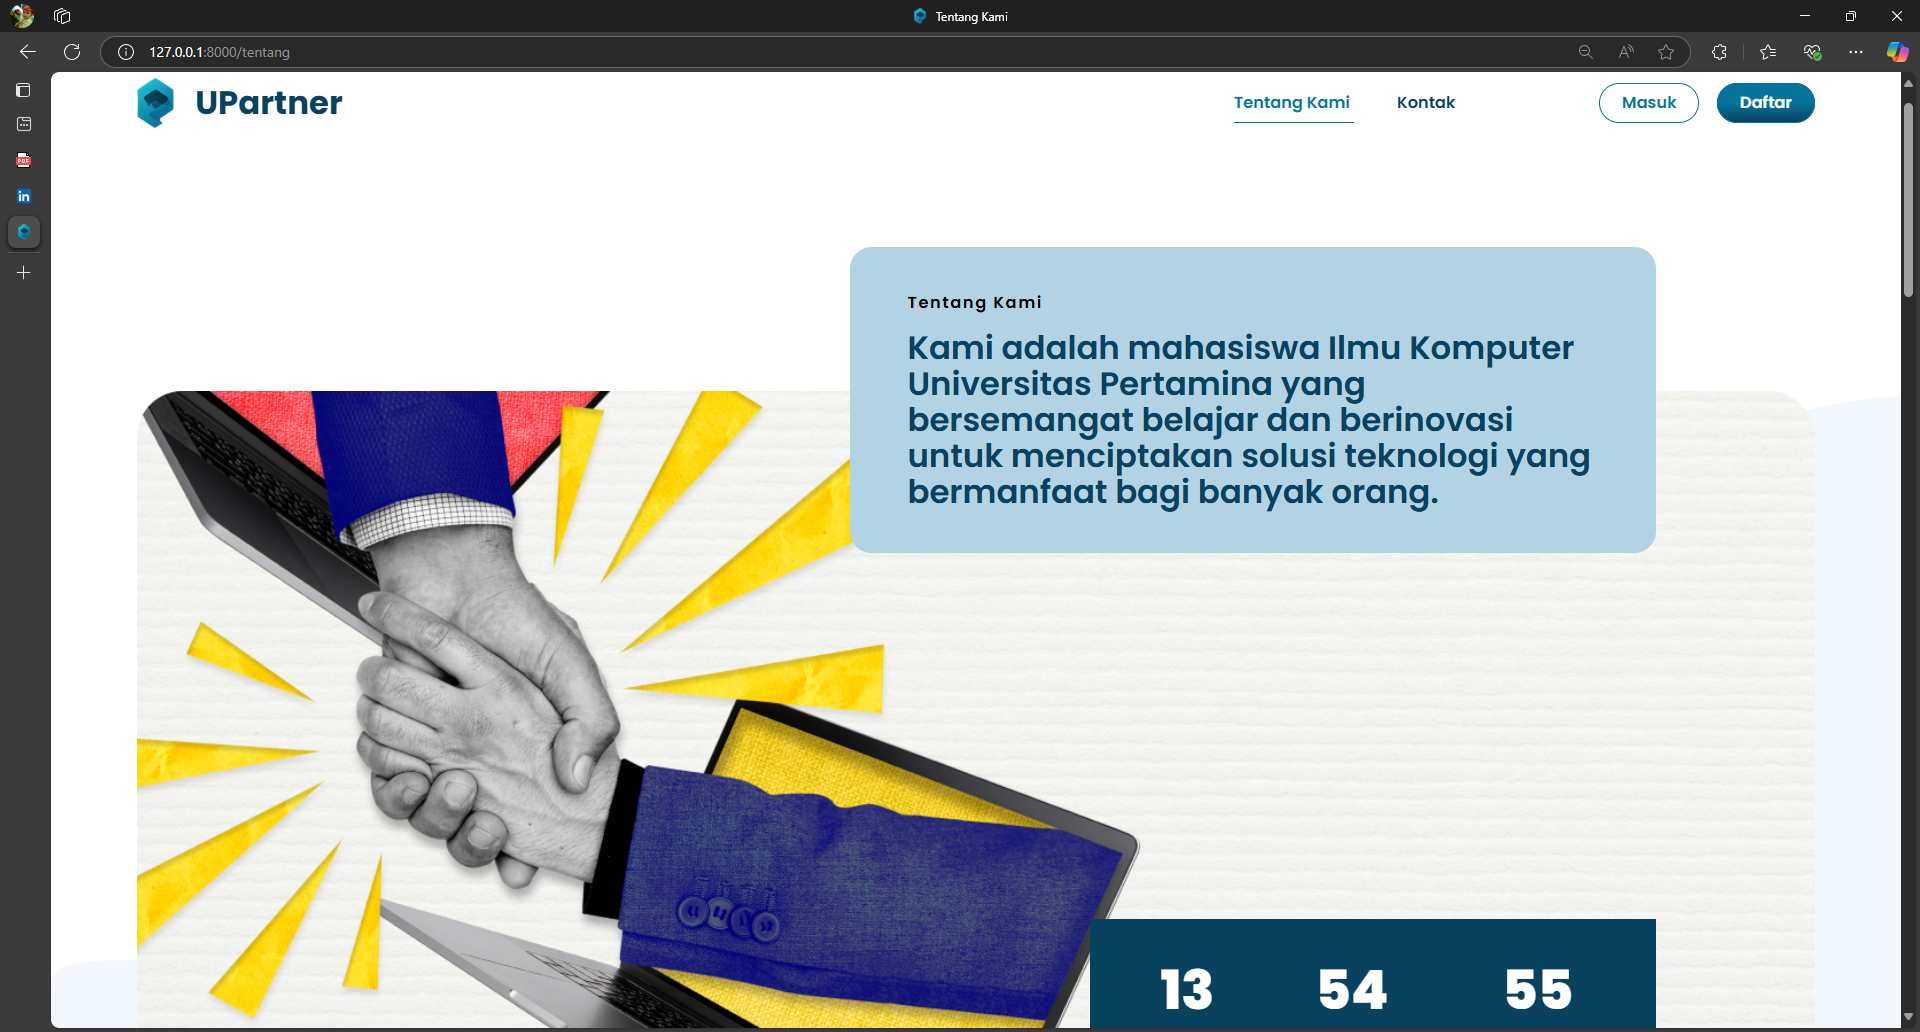 Tentang Kami
127.0.0.1:8000/tentang
PDF
in
UPartner
Tentang Kami
Kontak
Masuk
Daftar
Tentang Kami
Kami adalah mahasiswa Ilmu Komputer
Universitas Pertamina yang
bersemangat belajar dan berinovasi
untuk menciptakan solusi teknologi yang
bermanfaat bagi banyak orang.
13
54
55